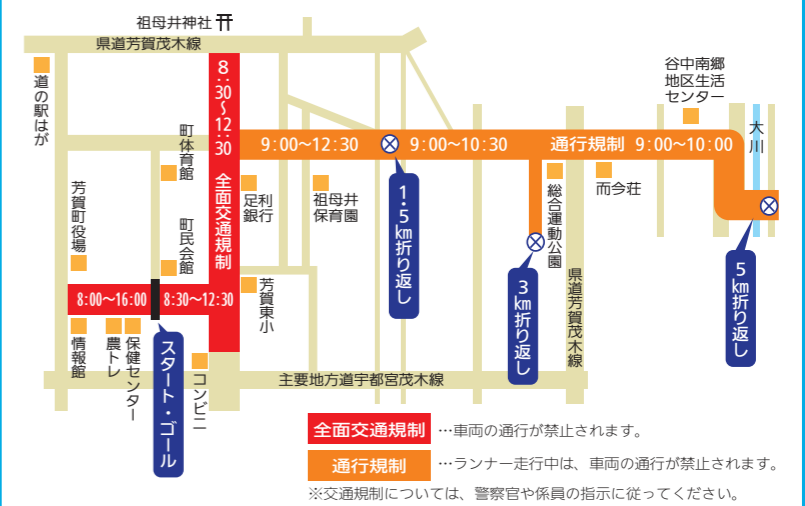 祖母井神社
県道芳賀茂木線
道の駅はが
8:30〜12:30 全面交通規制
谷中南郷
地区生活
センター
大川
町体育館
9:00〜12:30
9:00〜10:30
通行規制 9:00〜10:00
芳賀町役場
町民会館
足利
銀行
祖母井
保育園
1.5km折り返し
総合運動公園
而今荘
8:00〜16:00
8:30〜12:30
芳賀東小
3km折り返し
県道芳賀茂木線
5km折り返し
情報館
農トレ
保健センター
スタート・ゴール
コンビニ
主要地方道宇都宮茂木線
全面交通規制 …車両の通行が禁止されます。
通行規制 …ランナー走行中は、車両の通行が禁止されます。
※交通規制については、警察官や係員の指示に従ってください。